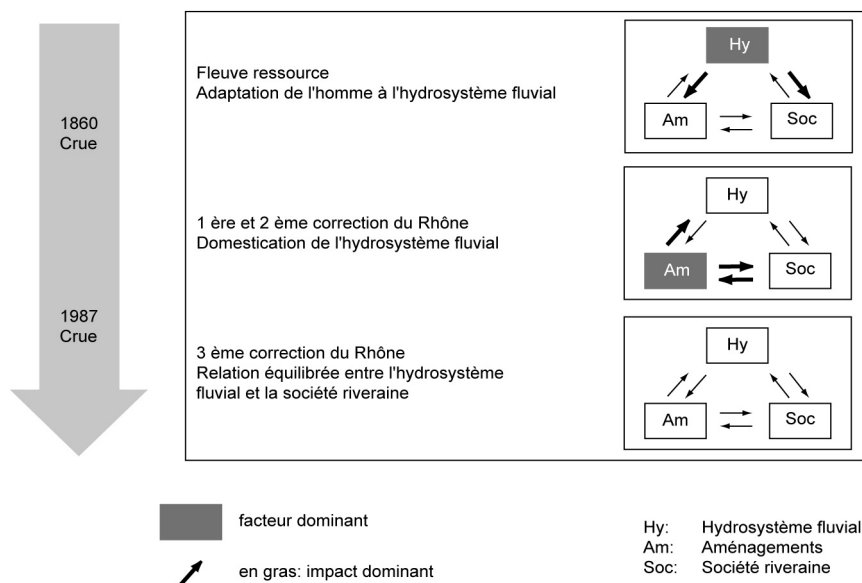 1860
Crue
1987
Crue
Fleuve ressource
Adaptation de l'homme à l'hydrosystème fluvial
Hy
Am
Soc
1 ère et 2 ème correction du Rhône
Domestication de l'hydrosystème fluvial
Hy
Am
Soc
3 ème correction du Rhône
Relation équilibrée entre l'hydrosystème
fluvial et la société riveraine
Hy
Am
Soc
facteur dominant
en gras: impact dominant
Hy: Hydrosystème fluvial
Am: Aménagements
Soc: Société riveraine